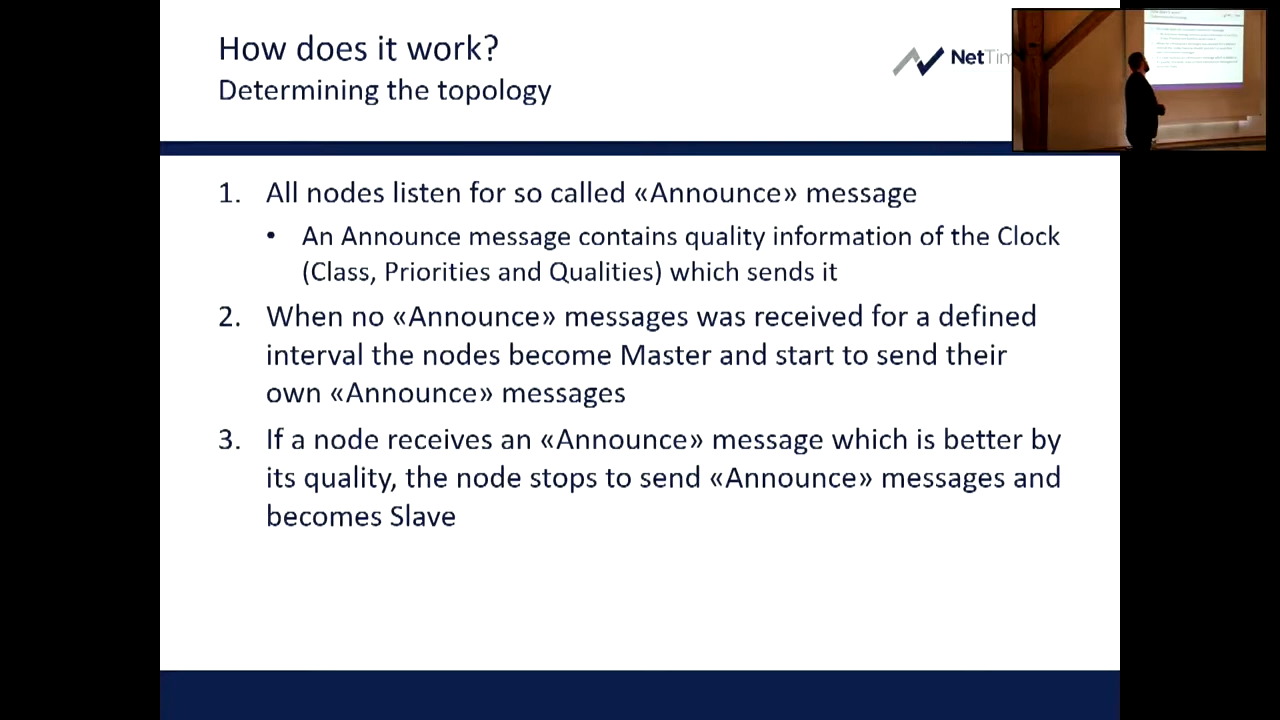 How does it work?
Determining the topology
1. All nodes listen for so called «Announce» message
• An Announce message contains quality information of the Clock
(Class, Priorities and Qualities) which sends it
2. When no «Announce» messages was received for a defined
interval the nodes become Master and start to send their
own «Announce» messages
3. If a node receives an «Announce» message which is better by
its quality, the node stops to send «Announce» messages and
becomes Slave